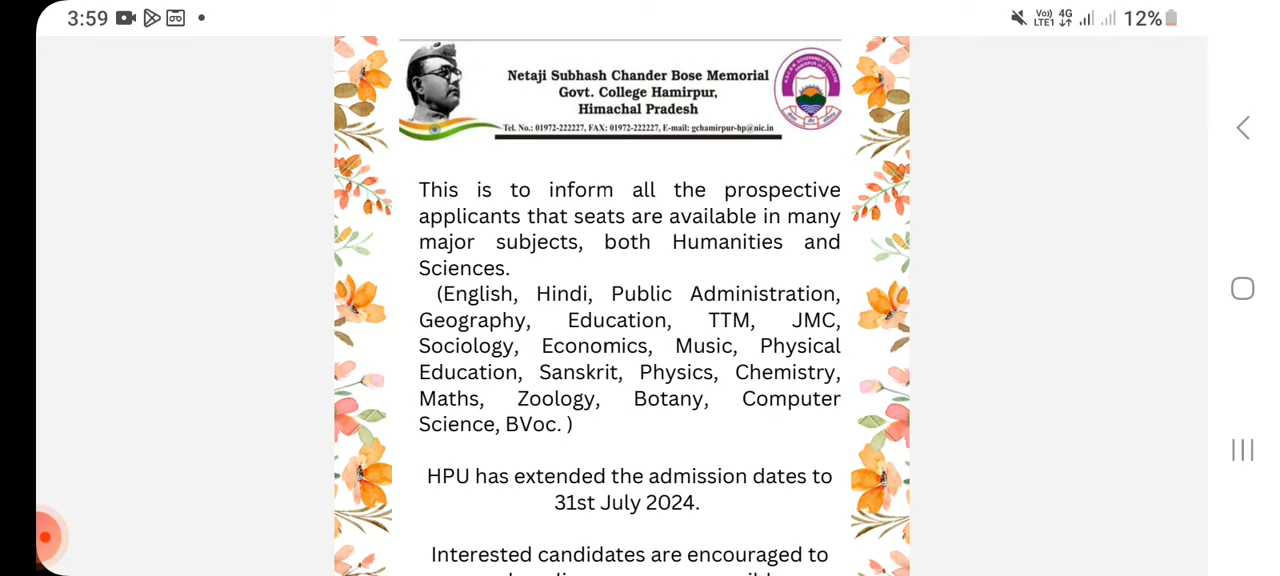 3:59
Vo)) 4G
LTE1
12%
Netaji Subhash Chander Bose Memorial
Govt. College Hamirpur,
Himachal Pradesh
Tel. No.: 01972-222227, FAX: 01972-222227, E-mail: gchamirpur-hp@nic.in
This is to inform all the prospective
applicants that seats are available in many
major subjects, both Humanities and
Sciences.
(English, Hindi, Public Administration,
Geography, Education, TTM, JMC,
Sociology, Economics, Music, Physical
Education, Sanskrit, Physics, Chemistry,
Maths, Zoology, Botany, Computer
Science, BVoc. )
HPU has extended the admission dates to
31st July 2024.
Interested candidates are encouraged to